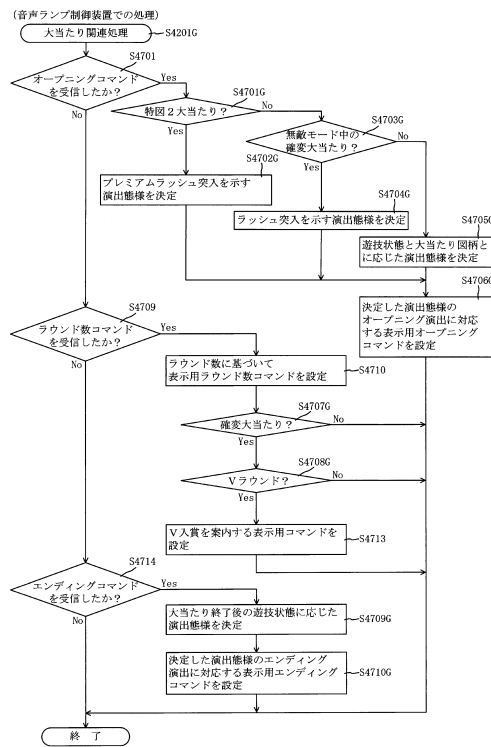 (音声ランプ制御装置での処理)
大当たり関連処理
S4201G
S4701
オープニングコマンド
を受信したか?
Yes
No
S4701G
特図2大当たり?
No
Yes
S4703G
無敵モード中の
確変大当たり?
No
Yes
S4702G
プレミアムラッシュ突入を示す
演出態様を決定
S4704G
ラッシュ突入を示す演出態様を決定
S4705G
遊技状態と大当たり図柄と
に応じた演出態様を決定
S4706G
決定した演出態様の
オープニング演出に対応
する表示用オープニング
コマンドを設定
S4709
ラウンド数コマンド
を受信したか?
Yes
No
ラウンド数に基づいて
表示用ラウンド数コマンドを設定
S4710
S4707G
確変大当たり?
No
Yes
S4708G
Vラウンド?
No
Yes
V入賞を案内する表示用コマンドを
設定
S4713
S4714
エンディングコマンド
を受信したか?
Yes
No
大当たり終了後の遊技状態に応じた
演出態様を決定
S4709G
決定した演出態様のエンディング
演出に対応する表示用エンディング
コマンドを設定
S4710G
終 了